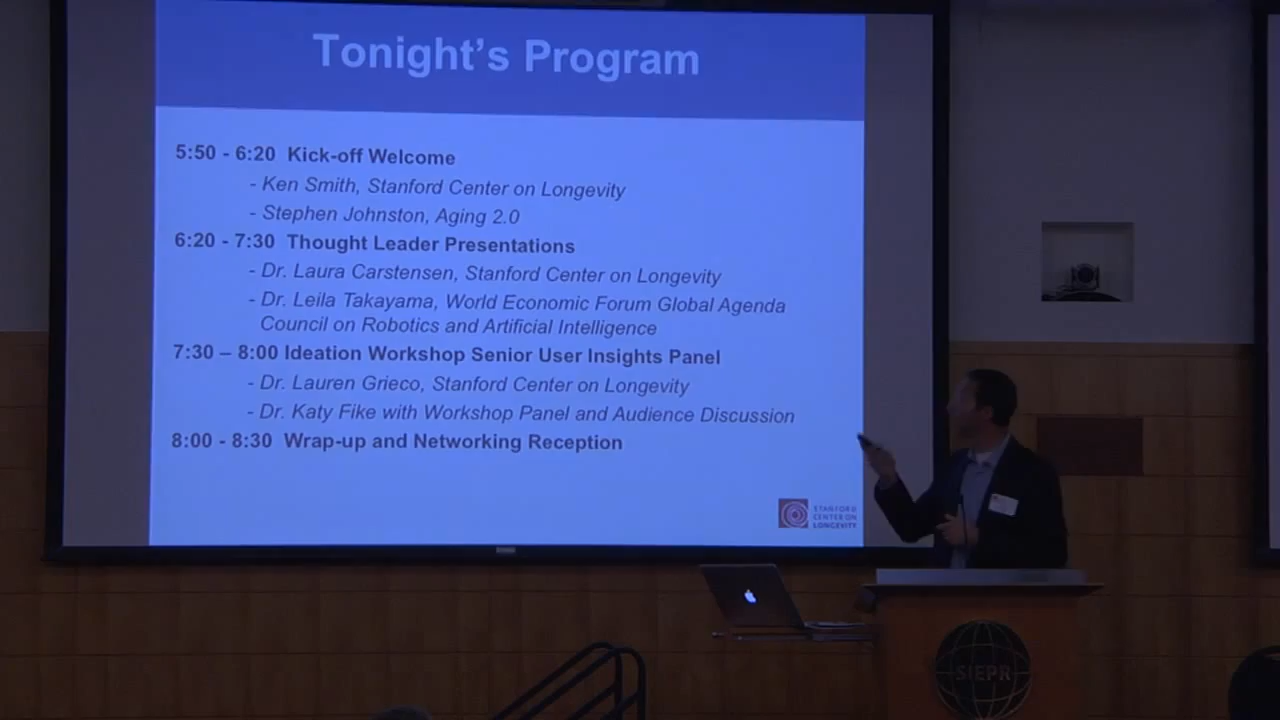 Tonight's Program
5:50 - 6:20 Kick-off Welcome
- Ken Smith, Stanford Center on Longevity
- Stephen Johnston, Aging 2.0
6:20 - 7:30 Thought Leader Presentations
- Dr. Laura Carstensen, Stanford Center on Longevity
- Dr. Leila Takayama, World Economic Forum Global Agenda
Council on Robotics and Artificial Intelligence
7:30 – 8:00 Ideation Workshop Senior User Insights Panel
- Dr. Lauren Grieco, Stanford Center on Longevity
- Dr. Katy Fike with Workshop Panel and Audience Discussion
8:00 - 8:30 Wrap-up and Networking Reception
STANFORD
CENTER ON
LONGEVITY
SIEPR